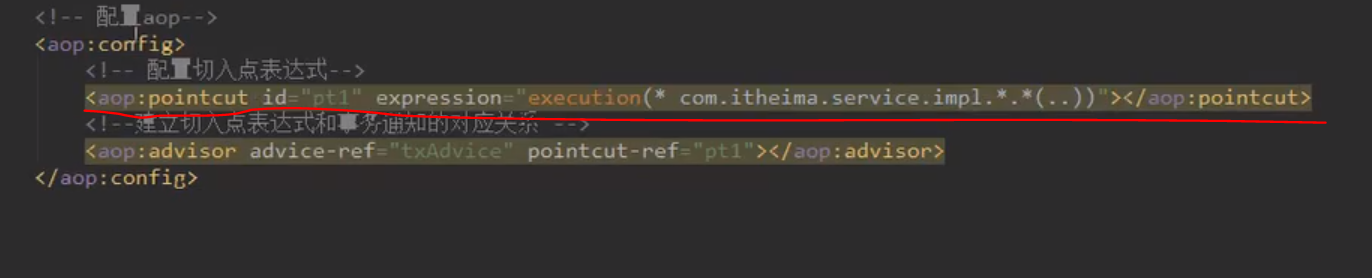 <!-- 配置aop-->
<aop:config>
<!-- 配置切入点表达式-->
<aop:pointcut id="pt1" expression="execution(* com.itheima.service.impl.*.*(..))"></aop:pointcut>
<!--建立切入点表达式和事务通知的对应关系 -->
<aop:advisor advice-ref="txAdvice" pointcut-ref="pt1"></aop:advisor>
</aop:config>